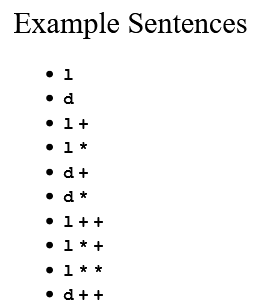 Example Sentences
• l
• d
• l +
• l *
• d +
• d *
• l + +
• l * +
• l * *
• d + +